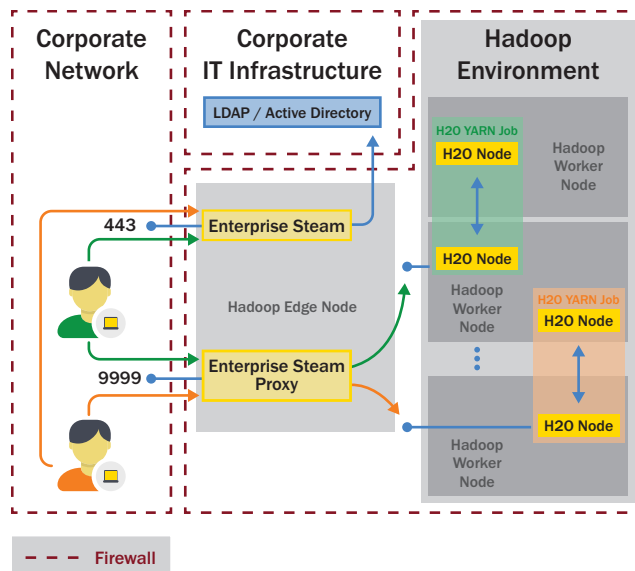 Corporate
Network
Corporate
IT Infrastructure
Hadoop
Environment
LDAP / Active Directory
H2O YARN Job
H2O Node
Hadoop
Worker
Node
443
Enterprise Steam
H2O Node
Hadoop
Worker
Node
Hadoop Edge Node
H2O YARN Job
H2O Node
9999
Enterprise Steam
Proxy
H2O Node
Hadoop
Worker
Node
Firewall